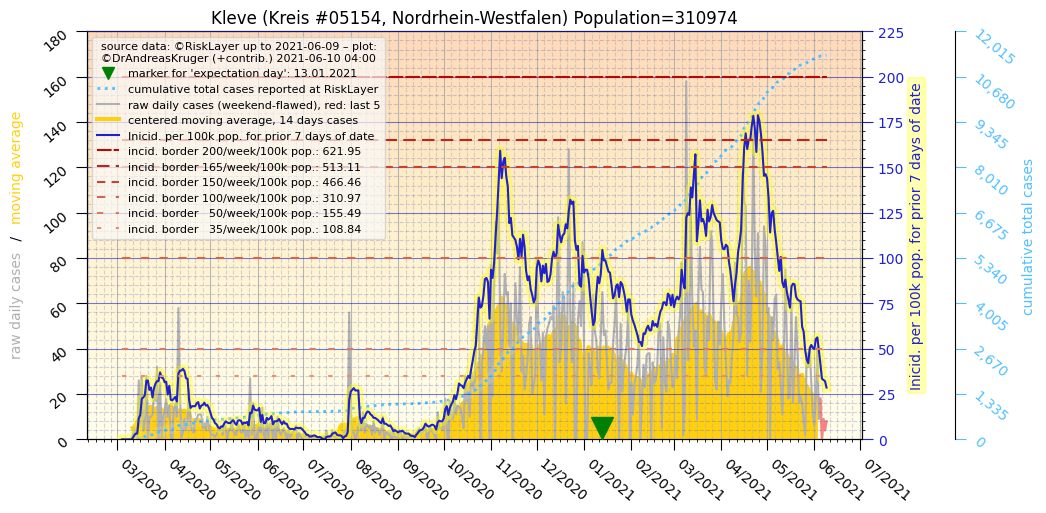 Kleve (Kreis #05154, Nordrhein-Westfalen) Population=310974
source data: ©RiskLayer up to 2021-06-09 – plot:
©DrAndreasKruger (+contrib.) 2021-06-10 04:00
marker for 'expectation day': 13.01.2021
cumulative total cases reported at RiskLayer
raw daily cases (weekend-flawed), red: last 5
centered moving average, 14 days cases
Inicid. per 100k pop. for prior 7 days of date
incid. border 200/week/100k pop.: 621.95
incid. border 165/week/100k pop.: 513.11
incid. border 150/week/100k pop.: 466.46
incid. border 100/week/100k pop.: 310.97
incid. border   50/week/100k pop.: 155.49
incid. border   35/week/100k pop.: 108.84
raw daily cases / moving average
180
160
140
120
100
80
60
40
20
0
225
200
175
150
125
100
75
50
25
0
Inicid. per 100k pop. for prior 7 days of date
12,015
10,680
9,345
8,010
6,675
5,340
4,005
2,670
1,335
0
cumulative total cases
03/2020
04/2020
05/2020
06/2020
07/2020
08/2020
09/2020
10/2020
11/2020
12/2020
01/2021
02/2021
03/2021
04/2021
05/2021
06/2021
07/2021